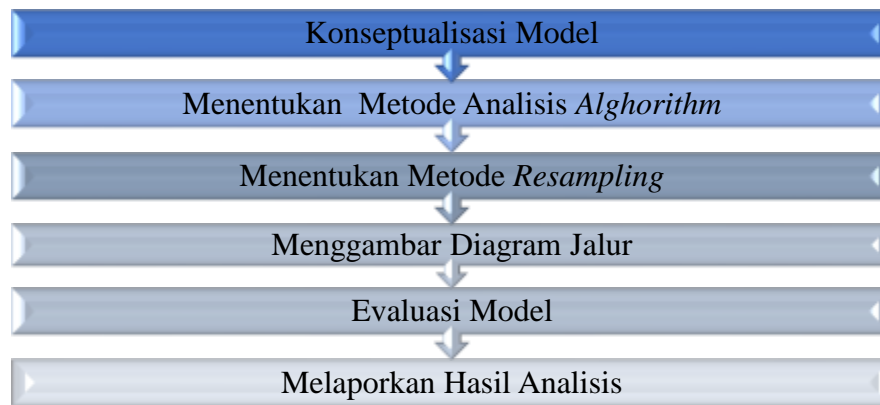 Konseptualisasi Model
Menentukan Metode Analisis Alghorithm
Menentukan Metode Resampling
Menggambar Diagram Jalur
Evaluasi Model
Melaporkan Hasil Analisis